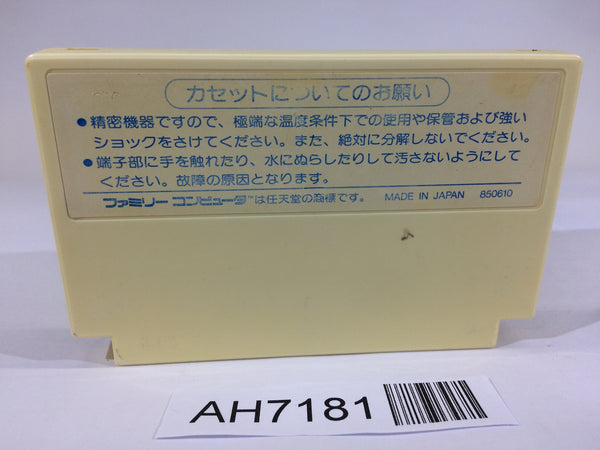 カセットについてのお願い
●精密機器ですので、極端な温度条件下での使用や保管および強い
ショックをさけてください。また、絶対に分解しないでください。
●端子部に手を触れたり、水にぬらしたりして汚さないようにして
ください。故障の原因となります。
ファミリーコンピュータ™は任天堂の商標です。 MADE IN JAPAN 850610
AH7181